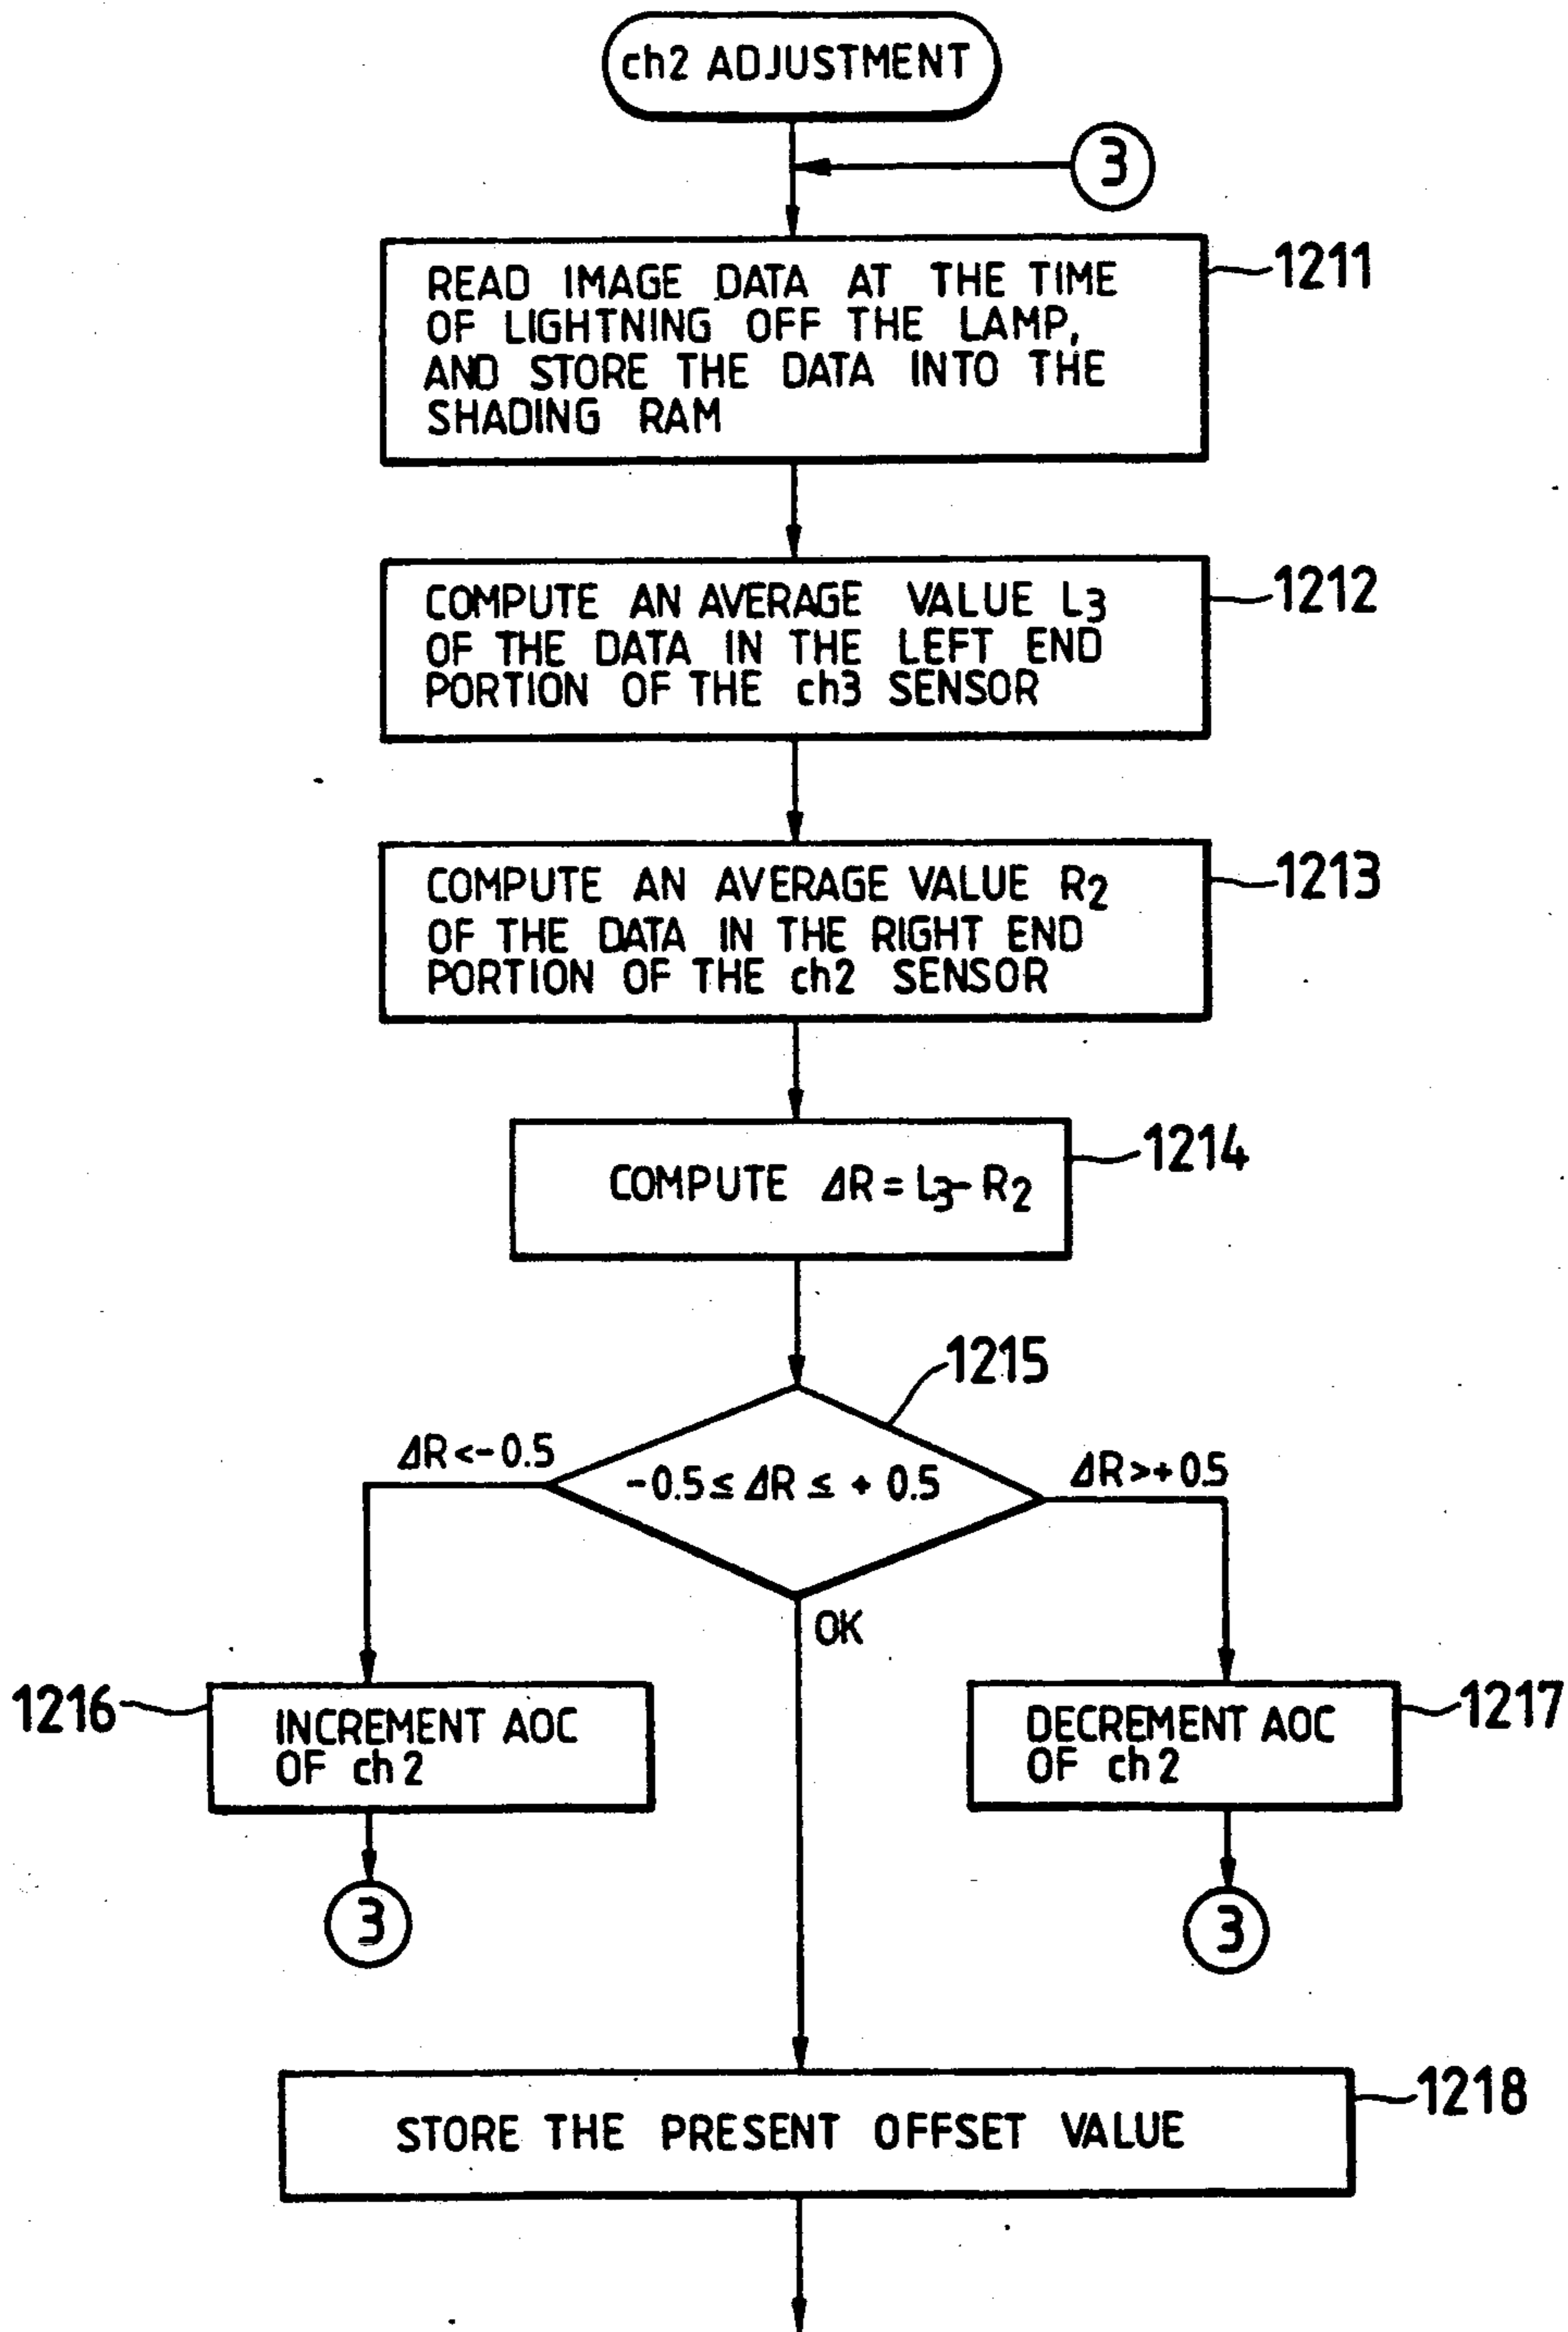 ch2 ADJUSTMENT
3
READ IMAGE DATA AT THE TIME
OF LIGHTNING OFF THE LAMP,
AND STORE THE DATA INTO THE
SHADING RAM
1211
COMPUTE AN AVERAGE VALUE L3
OF THE DATA IN THE LEFT END
PORTION OF THE ch3 SENSOR
1212
COMPUTE AN AVERAGE VALUE R2
OF THE DATA IN THE RIGHT END
PORTION OF THE ch2 SENSOR
1213
COMPUTE ΔR = L3 - R2
1214
1215
ΔR < -0.5
-0.5 ≤ ΔR ≤ + 0.5
ΔR > + 0.5
OK
1216
INCREMENT AOC
OF ch2
DECREMENT AOC
OF ch2
1217
3
3
STORE THE PRESENT OFFSET VALUE
1218